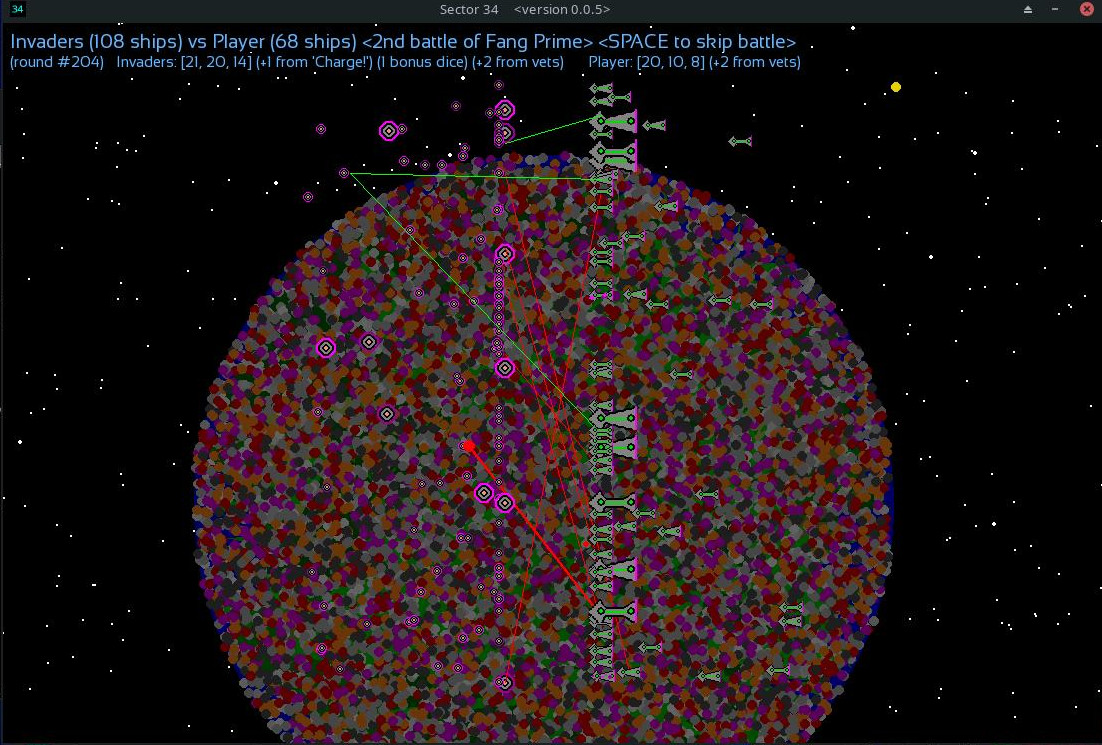 34 Sector 34 <version 0.0.5>
Invaders (108 ships) vs Player (68 ships) <2nd battle of Fang Prime> <SPACE to skip battle>
(round #204) Invaders: [21, 20, 14] (+1 from 'Charge!') (1 bonus dice) (+2 from vets) Player: [20, 10, 8] (+2 from vets)